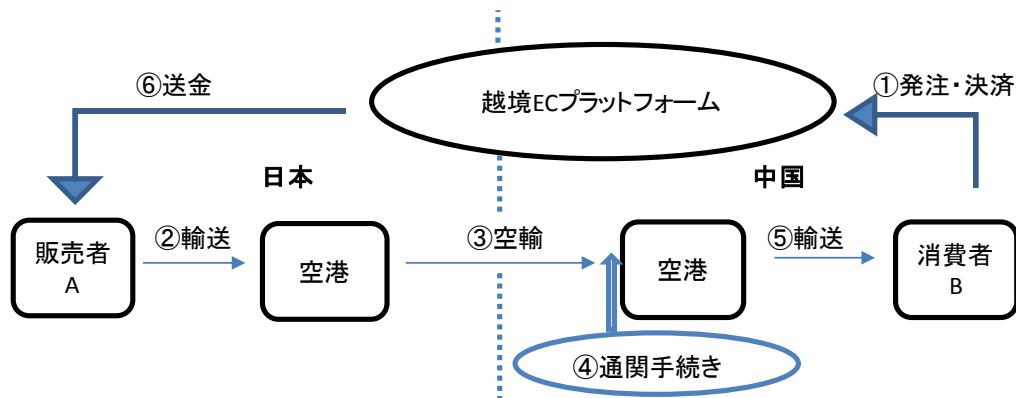 ⑥送金
①発注・決済
越境ECプラットフォーム
日本
中国
販売者
A
②輸送
空港
③空輸
空港
⑤輸送
消費者
B
④通関手続き